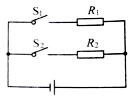 S₁ R₁
S₂ R₂